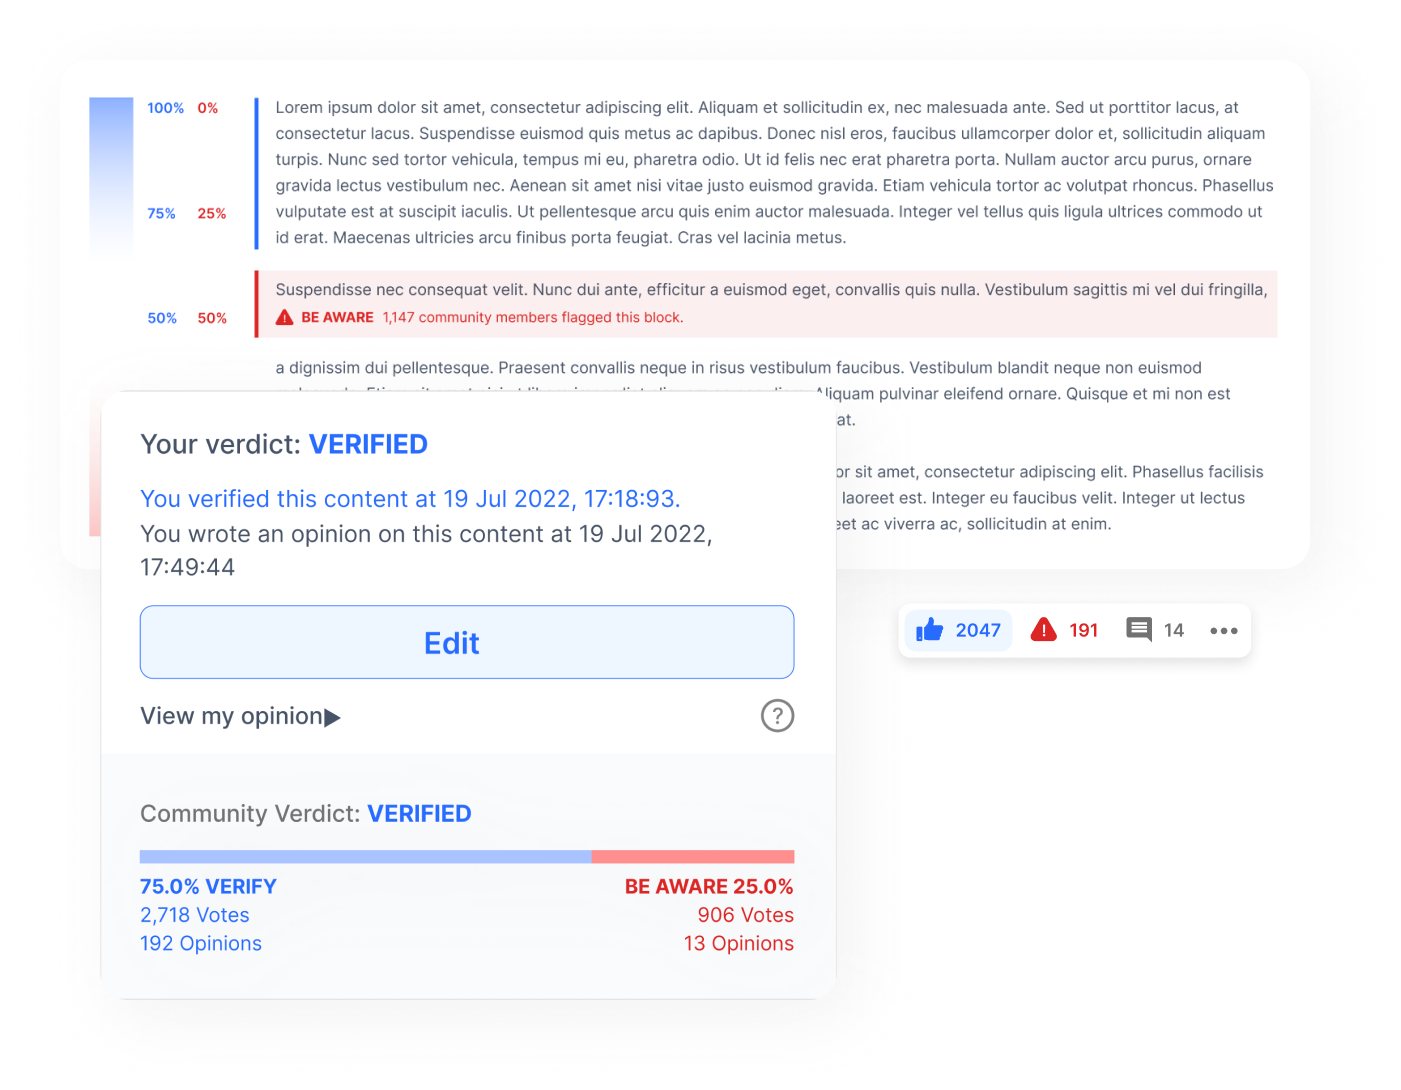 100% 0%
75% 25%
50% 50%
Lorem ipsum dolor sit amet, consectetur adipiscing elit. Aliquam et sollicitudin ex, nec malesuada ante. Sed ut porttitor lacus, at
consectetur lacus. Suspendisse euismod quis metus ac dapibus. Donec nisl eros, faucibus ullamcorper dolor et, sollicitudin aliquam
turpis. Nunc sed tortor vehicula, tempus mi eu, pharetra odio. Ut id felis nec erat pharetra porta. Nullam auctor arcu purus, ornare
gravida lectus vestibulum nec. Aenean sit amet nisi vitae justo euismod gravida. Etiam vehicula tortor ac volutpat rhoncus. Phasellus
vulputate est at suscipit iaculis. Ut pellentesque arcu quis enim auctor malesuada. Integer vel tellus quis ligula ultrices commodo ut
id erat. Maecenas ultricies arcu finibus porta feugiat. Cras vel lacinia metus.
Suspendisse nec consequat velit. Nunc dui ante, efficitur a euismod eget, convallis quis nulla. Vestibulum sagittis mi vel dui fringilla,
BE AWARE 1,147 community members flagged this block.
a dignissim dui pellentesque. Praesent convallis neque in risus vestibulum faucibus. Vestibulum blandit neque non euismod
Aliquam pulvinar eleifend ornare. Quisque et mi non est
at.
or sit amet, consectetur adipiscing elit. Phasellus facilisis
laoreet est. Integer eu faucibus velit. Integer ut lectus
eet ac viverra ac, sollicitudin at enim.
Your verdict: VERIFIED
You verified this content at 19 Jul 2022, 17:18:93.
You wrote an opinion on this content at 19 Jul 2022,
17:49:44
Edit
View my opinion▶
?
Community Verdict: VERIFIED
75.0% VERIFY
2,718 Votes
192 Opinions
BE AWARE 25.0%
906 Votes
13 Opinions
2047 191 14